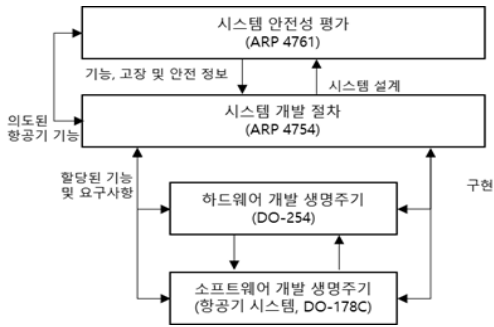 시스템 안전성 평가
(ARP 4761)
기능, 고장 및 안전 정보
시스템 설계
의도된
항공기 기능
시스템 개발 절차
(ARP 4754)
할당된 기능
및 요구사항
구현
하드웨어 개발 생명주기
(DO-254)
소프트웨어 개발 생명주기
(항공기 시스템, DO-178C)